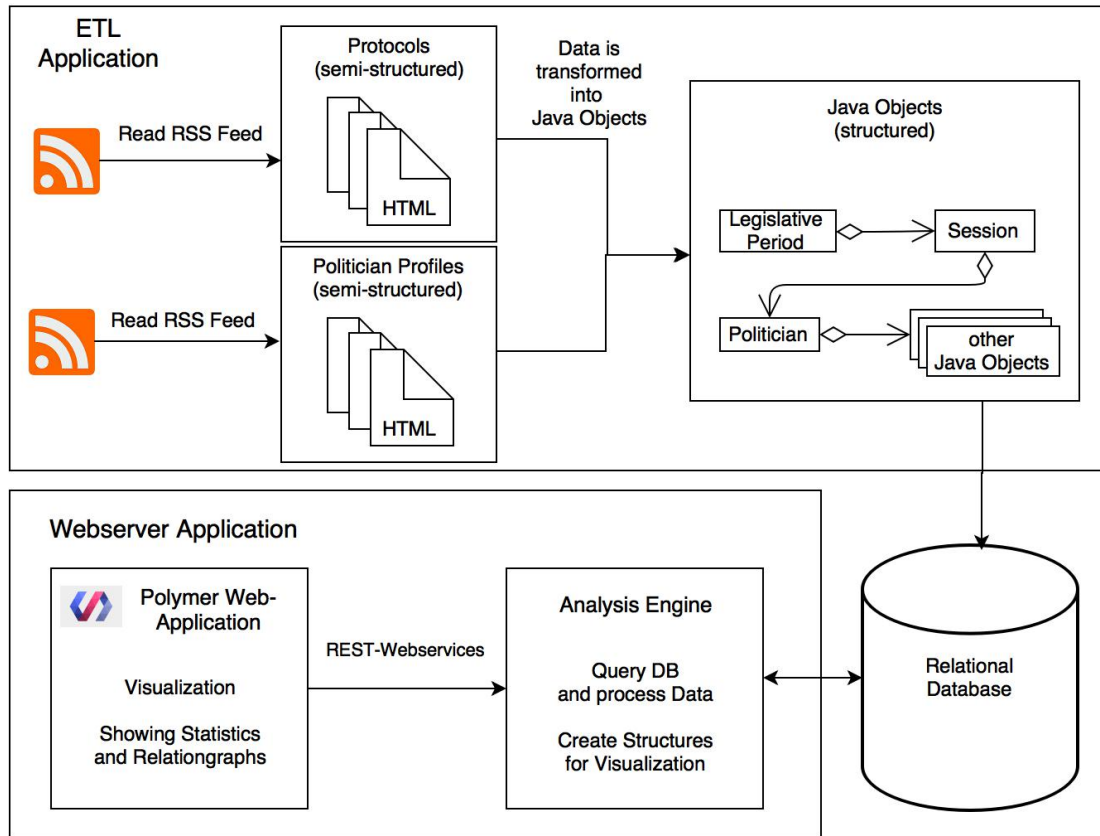 ETL
Application
Protocols
(semi-structured)
Read RSS Feed
HTML
Politician Profiles
(semi-structured)
Read RSS Feed
HTML
Data is
transformed
into
Java Objects
Java Objects
(structured)
Legislative
Period
Session
Politician
other
Java Objects
Webserver Application
Polymer Web-
Application
Visualization
Showing Statistics
and Relationgraphs
REST-Webservices
Analysis Engine
Query DB
and process Data
Create Structures
for Visualization
Relational
Database